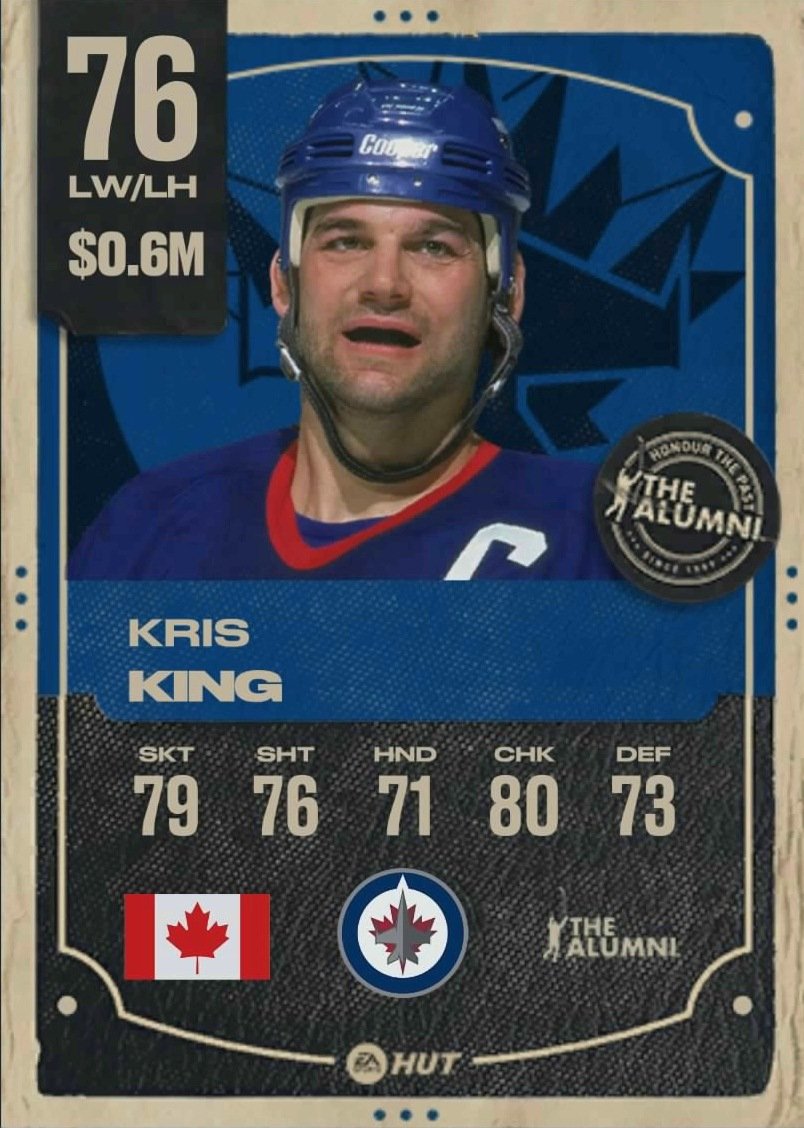 76
LW/LH
$0.6M
Cooper
C
HONOUR THE PAST
THE
ALUMNI
KRIS
KING
SKT SHT HND CHK DEF
79 76 71 80 73
THE
ALUMNI
EA
HUT